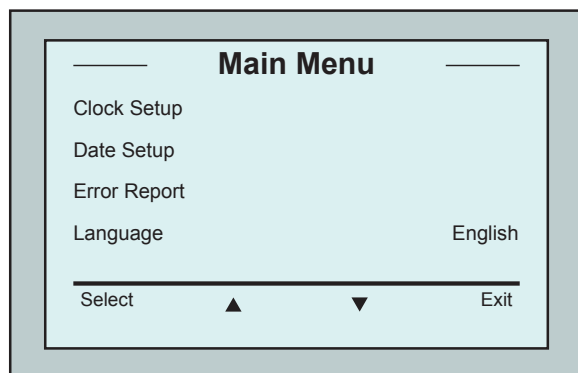 Main Menu
Clock Setup
Date Setup
Error Report
Language English
Select ▲ ▼ Exit